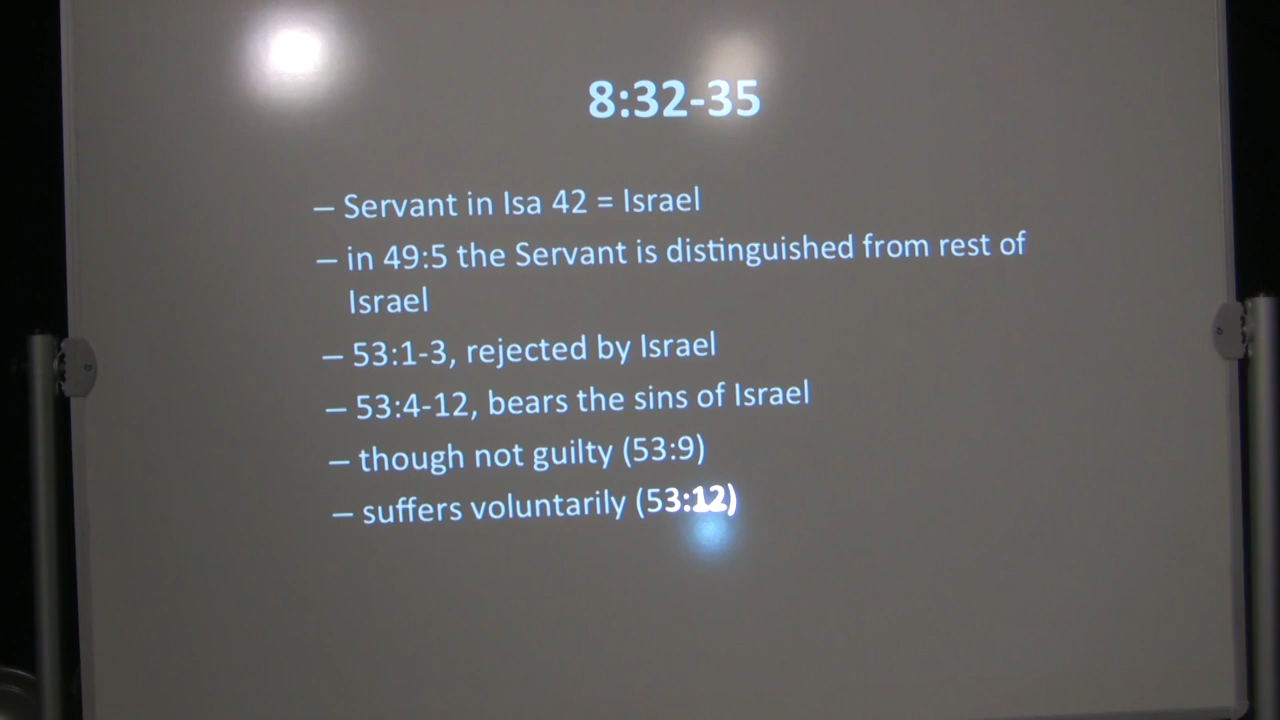 8:32-35
– Servant in Isa 42 = Israel
– in 49:5 the Servant is distinguished from rest of
Israel
– 53:1-3, rejected by Israel
– 53:4-12, bears the sins of Israel
– though not guilty (53:9)
– suffers voluntarily (53:12)